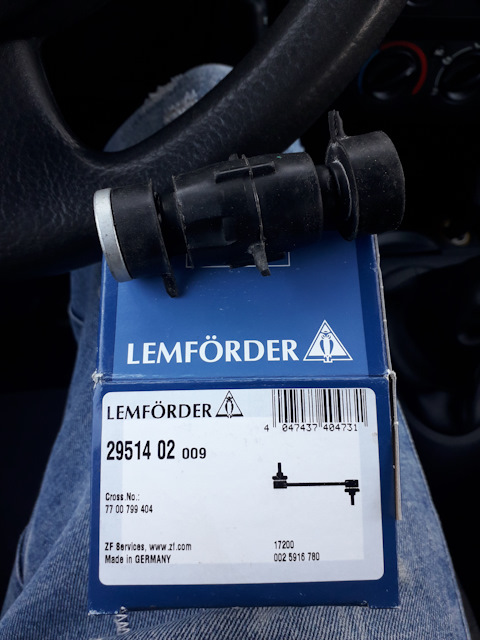 LEMFÖRDER
LEMFÖRDER
4 047437 404731
29514 02 009
Cross.No.:
77 00 799 404
ZF Services, www.zf.com
17200
Made in GERMANY
002 5916 780